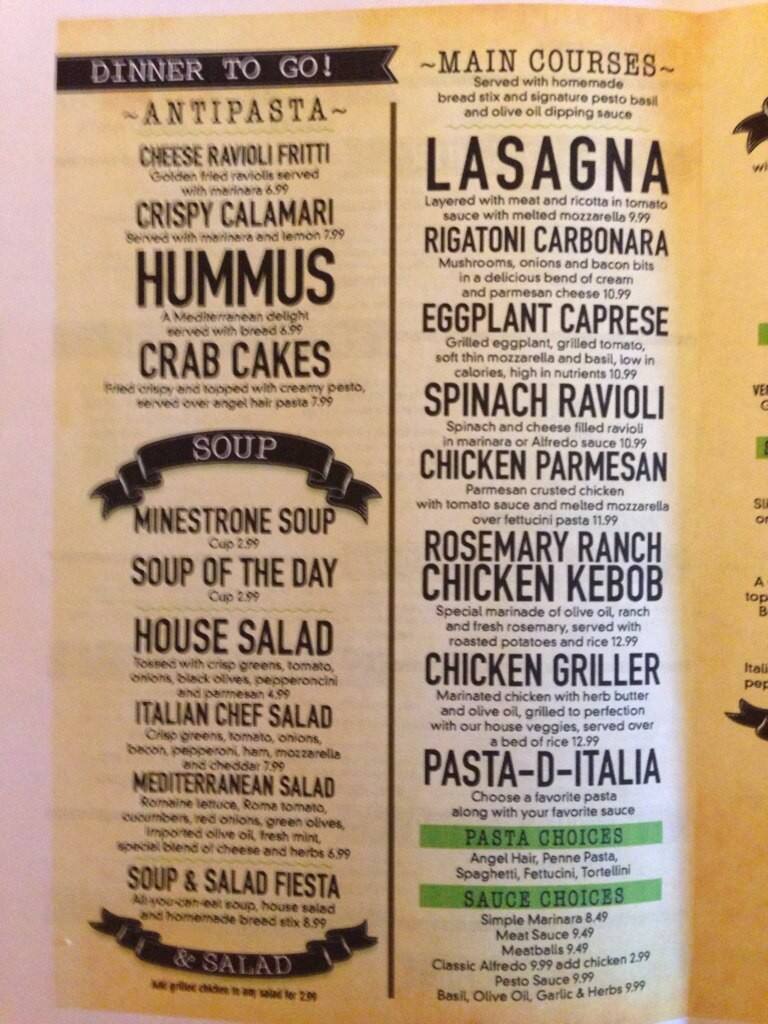 DINNER TO GO!
~ANTIPASTA~
CHEESE RAVIOLI FRITTI
Golden fried raviolis served
with marinara 6.99
CRISPY CALAMARI
Served with marinara and lemon 7.99
HUMMUS
A Mediterranean delight
served with bread 6.99
CRAB CAKES
Fried crispy and topped with creamy pesto,
served over angel hair pasta 7.99
SOUP
MINESTRONE SOUP
Cup 2.99
SOUP OF THE DAY
Cup 2.99
HOUSE SALAD
Tossed with crisp greens, tomato,
onions, black olives, pepperoncini
and parmesan 4.99
ITALIAN CHEF SALAD
Crisp greens, tomato, onions,
bacon, pepperoni, ham, mozzarella
and cheddar 7.99
MEDITERRANEAN SALAD
Romaine lettuce, Roma tomato,
cucumbers, red onions, green olives,
imported olive oil, fresh mint,
special blend of cheese and herbs 6.99
SOUP & SALAD FIESTA
All-you-can-eat soup, house salad
and homemade bread stix 8.99
& SALAD
Add grilled chicken to any salad for 2.99
~MAIN COURSES~
Served with homemade
bread stix and signature pesto basil
and olive oil dipping sauce
LASAGNA
Layered with meat and ricotta in tomato
sauce with melted mozzarella 9.99
RIGATONI CARBONARA
Mushrooms, onions and bacon bits
in a delicious bend of cream
and parmesan cheese 10.99
EGGPLANT CAPRESE
Grilled eggplant, grilled tomato,
soft thin mozzarella and basil, low in
calories, high in nutrients 10.99
SPINACH RAVIOLI
Spinach and cheese filled ravioli
in marinara or Alfredo sauce 10.99
CHICKEN PARMESAN
Parmesan crusted chicken
with tomato sauce and melted mozzarella
over fettucini pasta 11.99
ROSEMARY RANCH
CHICKEN KEBOB
Special marinade of olive oil, ranch
and fresh rosemary, served with
roasted potatoes and rice 12.99
CHICKEN GRILLER
Marinated chicken with herb butter
and olive oil, grilled to perfection
with our house veggies, served over
a bed of rice 12.99
PASTA-D-ITALIA
Choose a favorite pasta
along with your favorite sauce
PASTA CHOICES
Angel Hair, Penne Pasta,
Spaghetti, Fettucini, Tortellini
SAUCE CHOICES
Simple Marinara 8.49
Meat Sauce 9.49
Meatballs 9.49
Classic Alfredo 9.99 add chicken 2.99
Pesto Sauce 9.99
Basil, Olive Oil, Garlic & Herbs 9.99